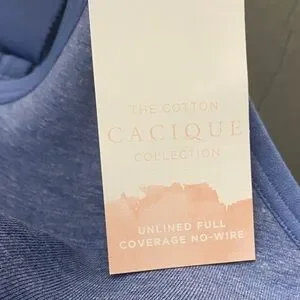 THE COTTON
CACIQUE
COLLECTION
UNLINED FULL
COVERAGE NO-WIRE